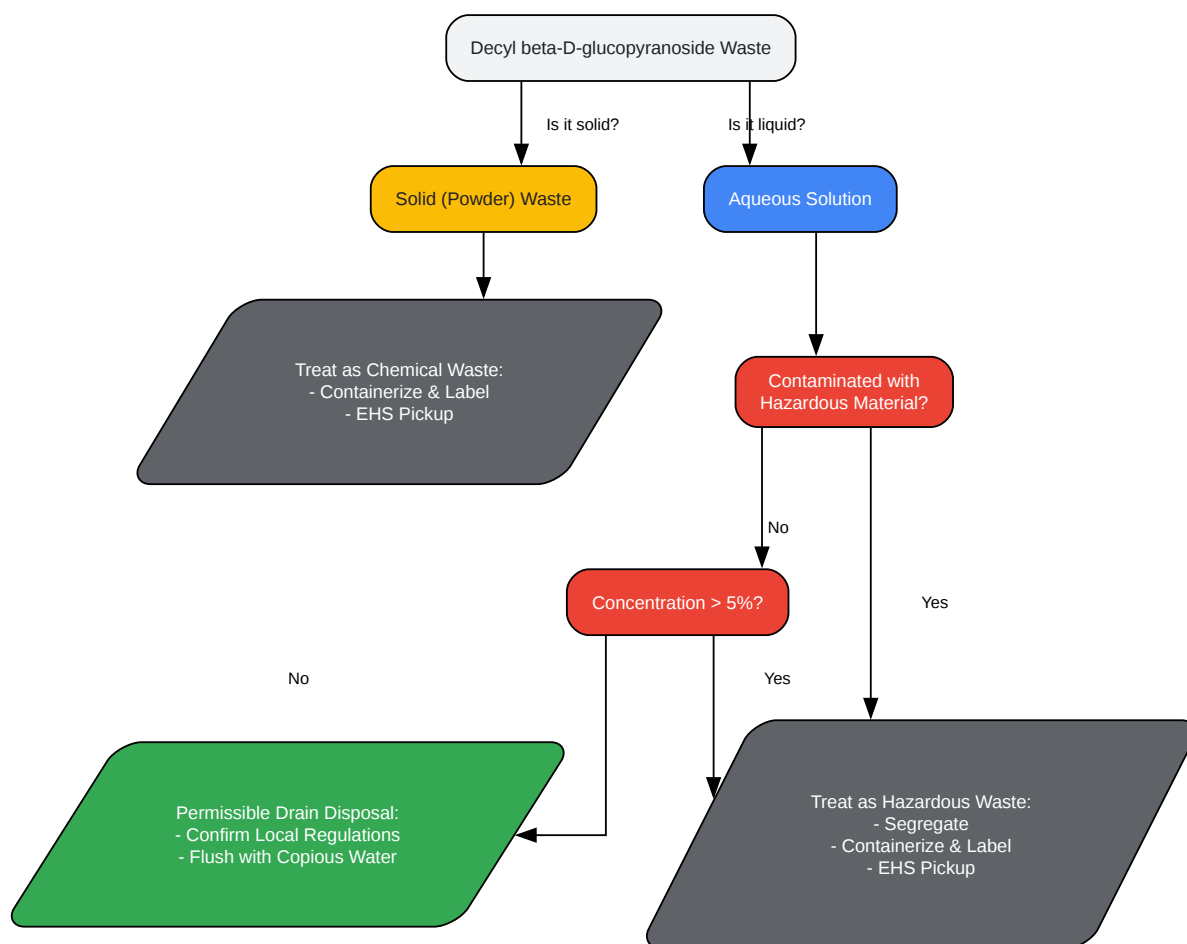 Decyl beta-D-glucopyranoside Waste
Is it solid?
Is it liquid?
Solid (Powder) Waste
Aqueous Solution
Treat as Chemical Waste:
- Containerize & Label
- EHS Pickup
Contaminated with
Hazardous Material?
No
Concentration > 5%?
Yes
No
Yes
Permissible Drain Disposal:
- Confirm Local Regulations
- Flush with Copious Water
Treat as Hazardous Waste:
- Segregate
- Containerize & Label
- EHS Pickup